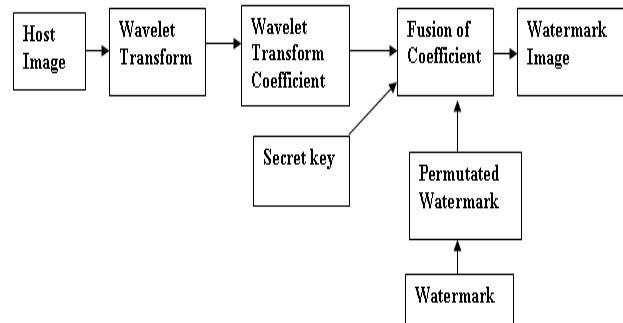 Host
Image
Wavelet
Transform
Wavelet
Transform
Coefficient
Fusion of
Coefficient
Watermark
Image
Secret key
Permutated
Watermark
Watermark